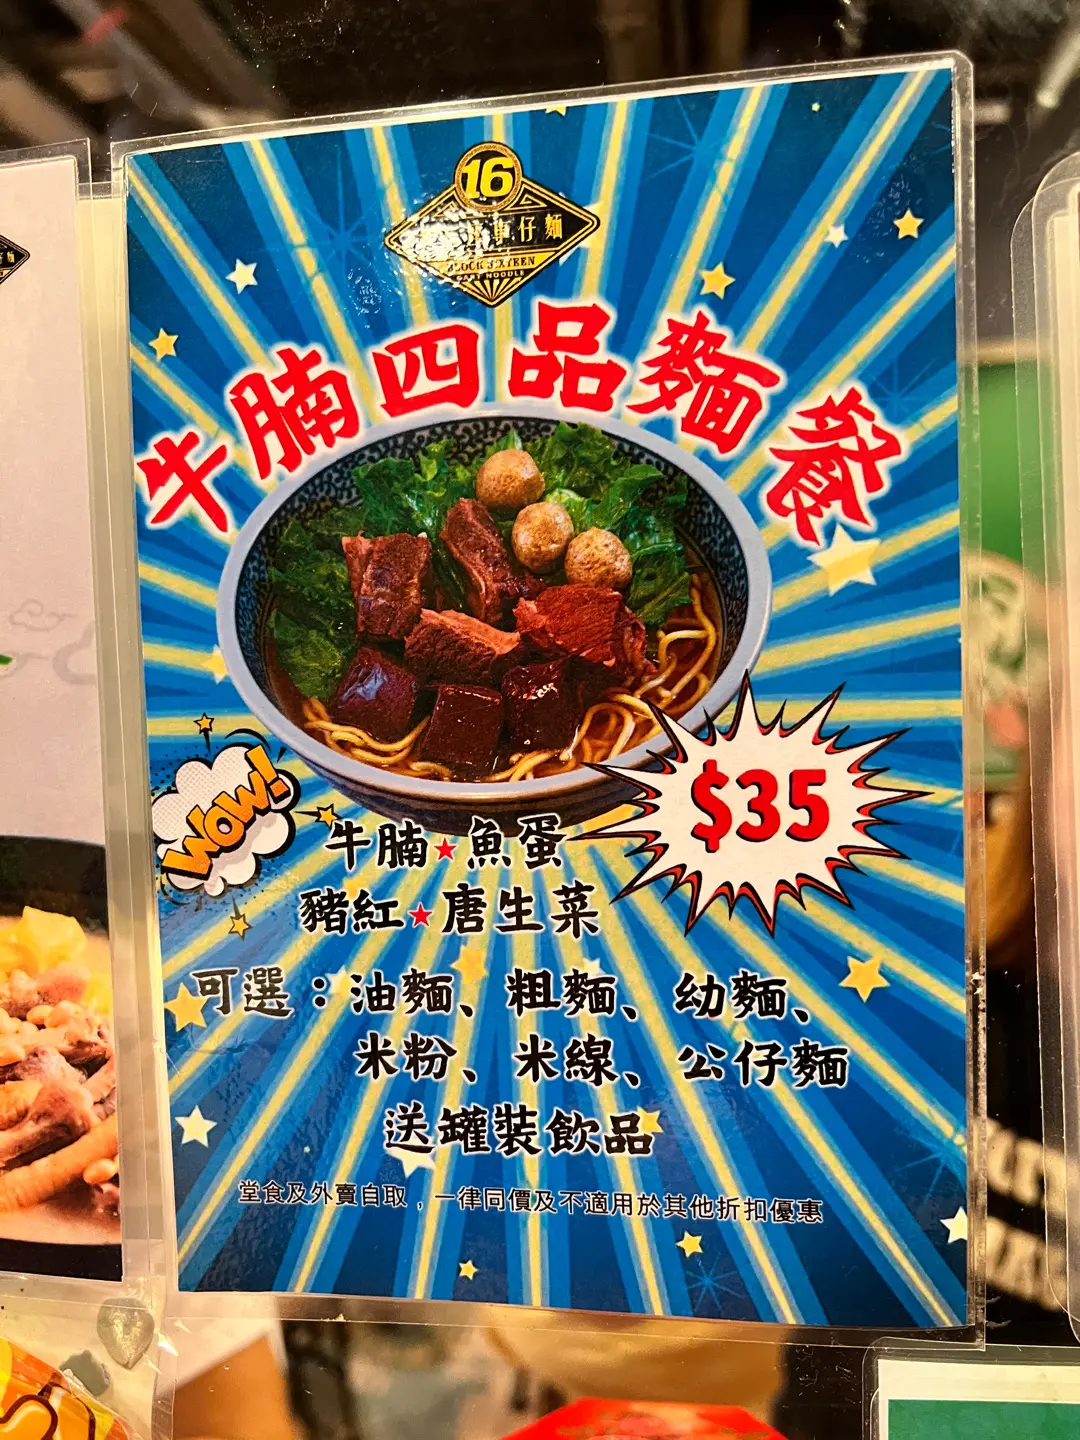 16
車仔麵
BLOCK SIXTEEN
CART NOODLE
牛腩四品麵餐
WOW!
$35
牛腩★魚蛋
豬紅★唐生菜
可選：油麵、粗麵、幼麵、
米粉、米線、公仔麵
送罐裝飲品
堂食及外賣自取，一律同價及不適用於其他折扣優惠